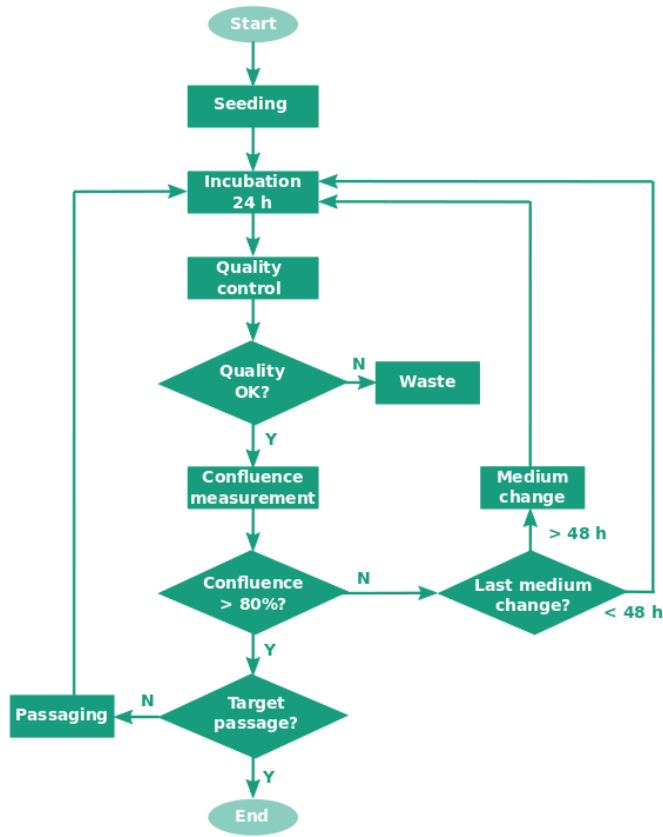 Start
Seeding
Incubation
24 h
Quality
control
Quality
OK?
N
Waste
Y
Confluence
measurement
Medium
change
> 48 h
Confluence
> 80%?
N
Last medium
change?
< 48 h
Y
Passaging
N
Target
passage?
Y
End